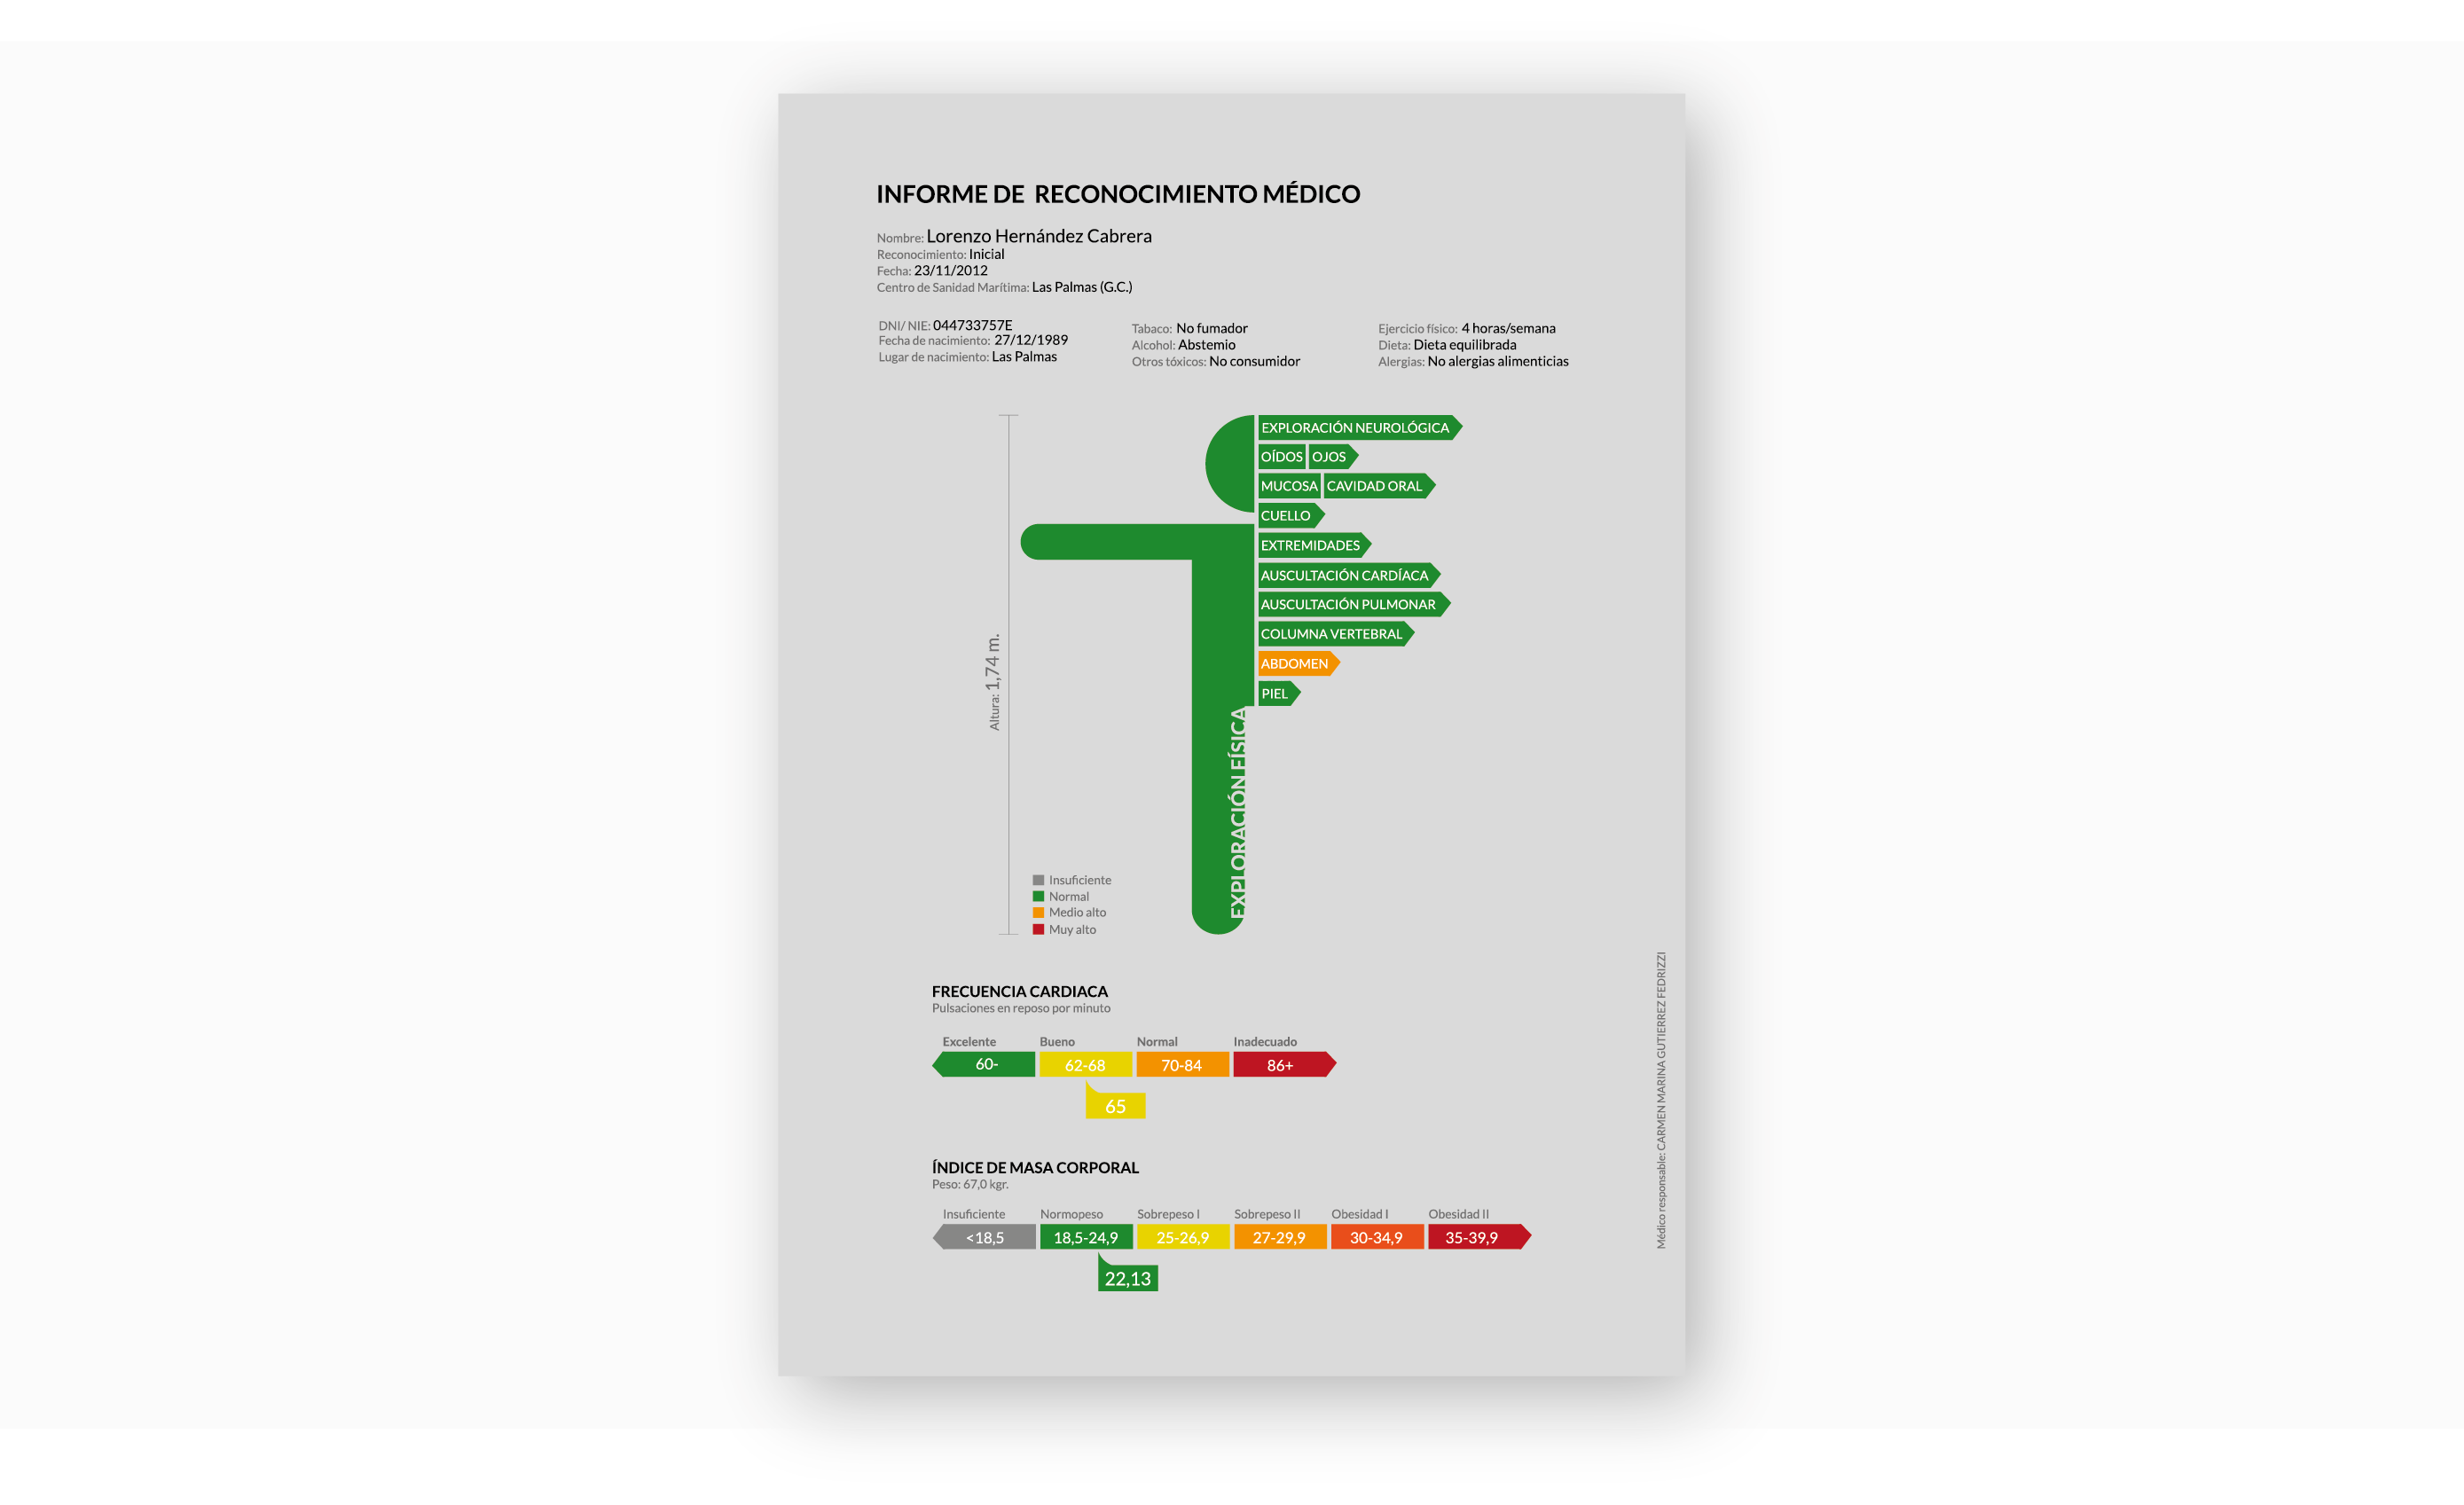 INFORME DE RECONOCIMIENTO MÉDICO
Nombre: Lorenzo Hernández Cabrera
Reconocimiento: Inicial
Fecha: 23/11/2012
Centro de Sanidad Marítima: Las Palmas (G.C.)
DNI/ NIE: 044733757E
Fecha de nacimiento: 27/12/1989
Lugar de nacimiento: Las Palmas
Tabaco: No fumador
Alcohol: Abstemio
Otros tóxicos: No consumidor
Ejercicio físico: 4 horas/semana
Dieta: Dieta equilibrada
Alergias: No alergias alimenticias
Altura: 1,74 m.
EXPLORACIÓN NEUROLÓGICA
OÍDOS OJOS
MUCOSA CAVIDAD ORAL
CUELLO
EXTREMIDADES
AUSCULTACIÓN CARDÍACA
AUSCULTACIÓN PULMONAR
COLUMNA VERTEBRAL
ABDOMEN
PIEL
EXPLORACIÓN FÍSICA
Insuficiente
Normal
Medio alto
Muy alto
FRECUENCIA CARDIACA
Pulsaciones en reposo por minuto
Excelente Bueno Normal Inadecuado
60- 62-68 70-84 86+
65
ÍNDICE DE MASA CORPORAL
Peso: 67,0 kgr.
Insuficiente Normopeso Sobrepeso I Sobrepeso II Obesidad I Obesidad II
<18,5 18,5-24,9 25-26,9 27-29,9 30-34,9 35-39,9
22,13
Médico responsable: CARMEN MARINA GUTIERREZ FEDRIZZI